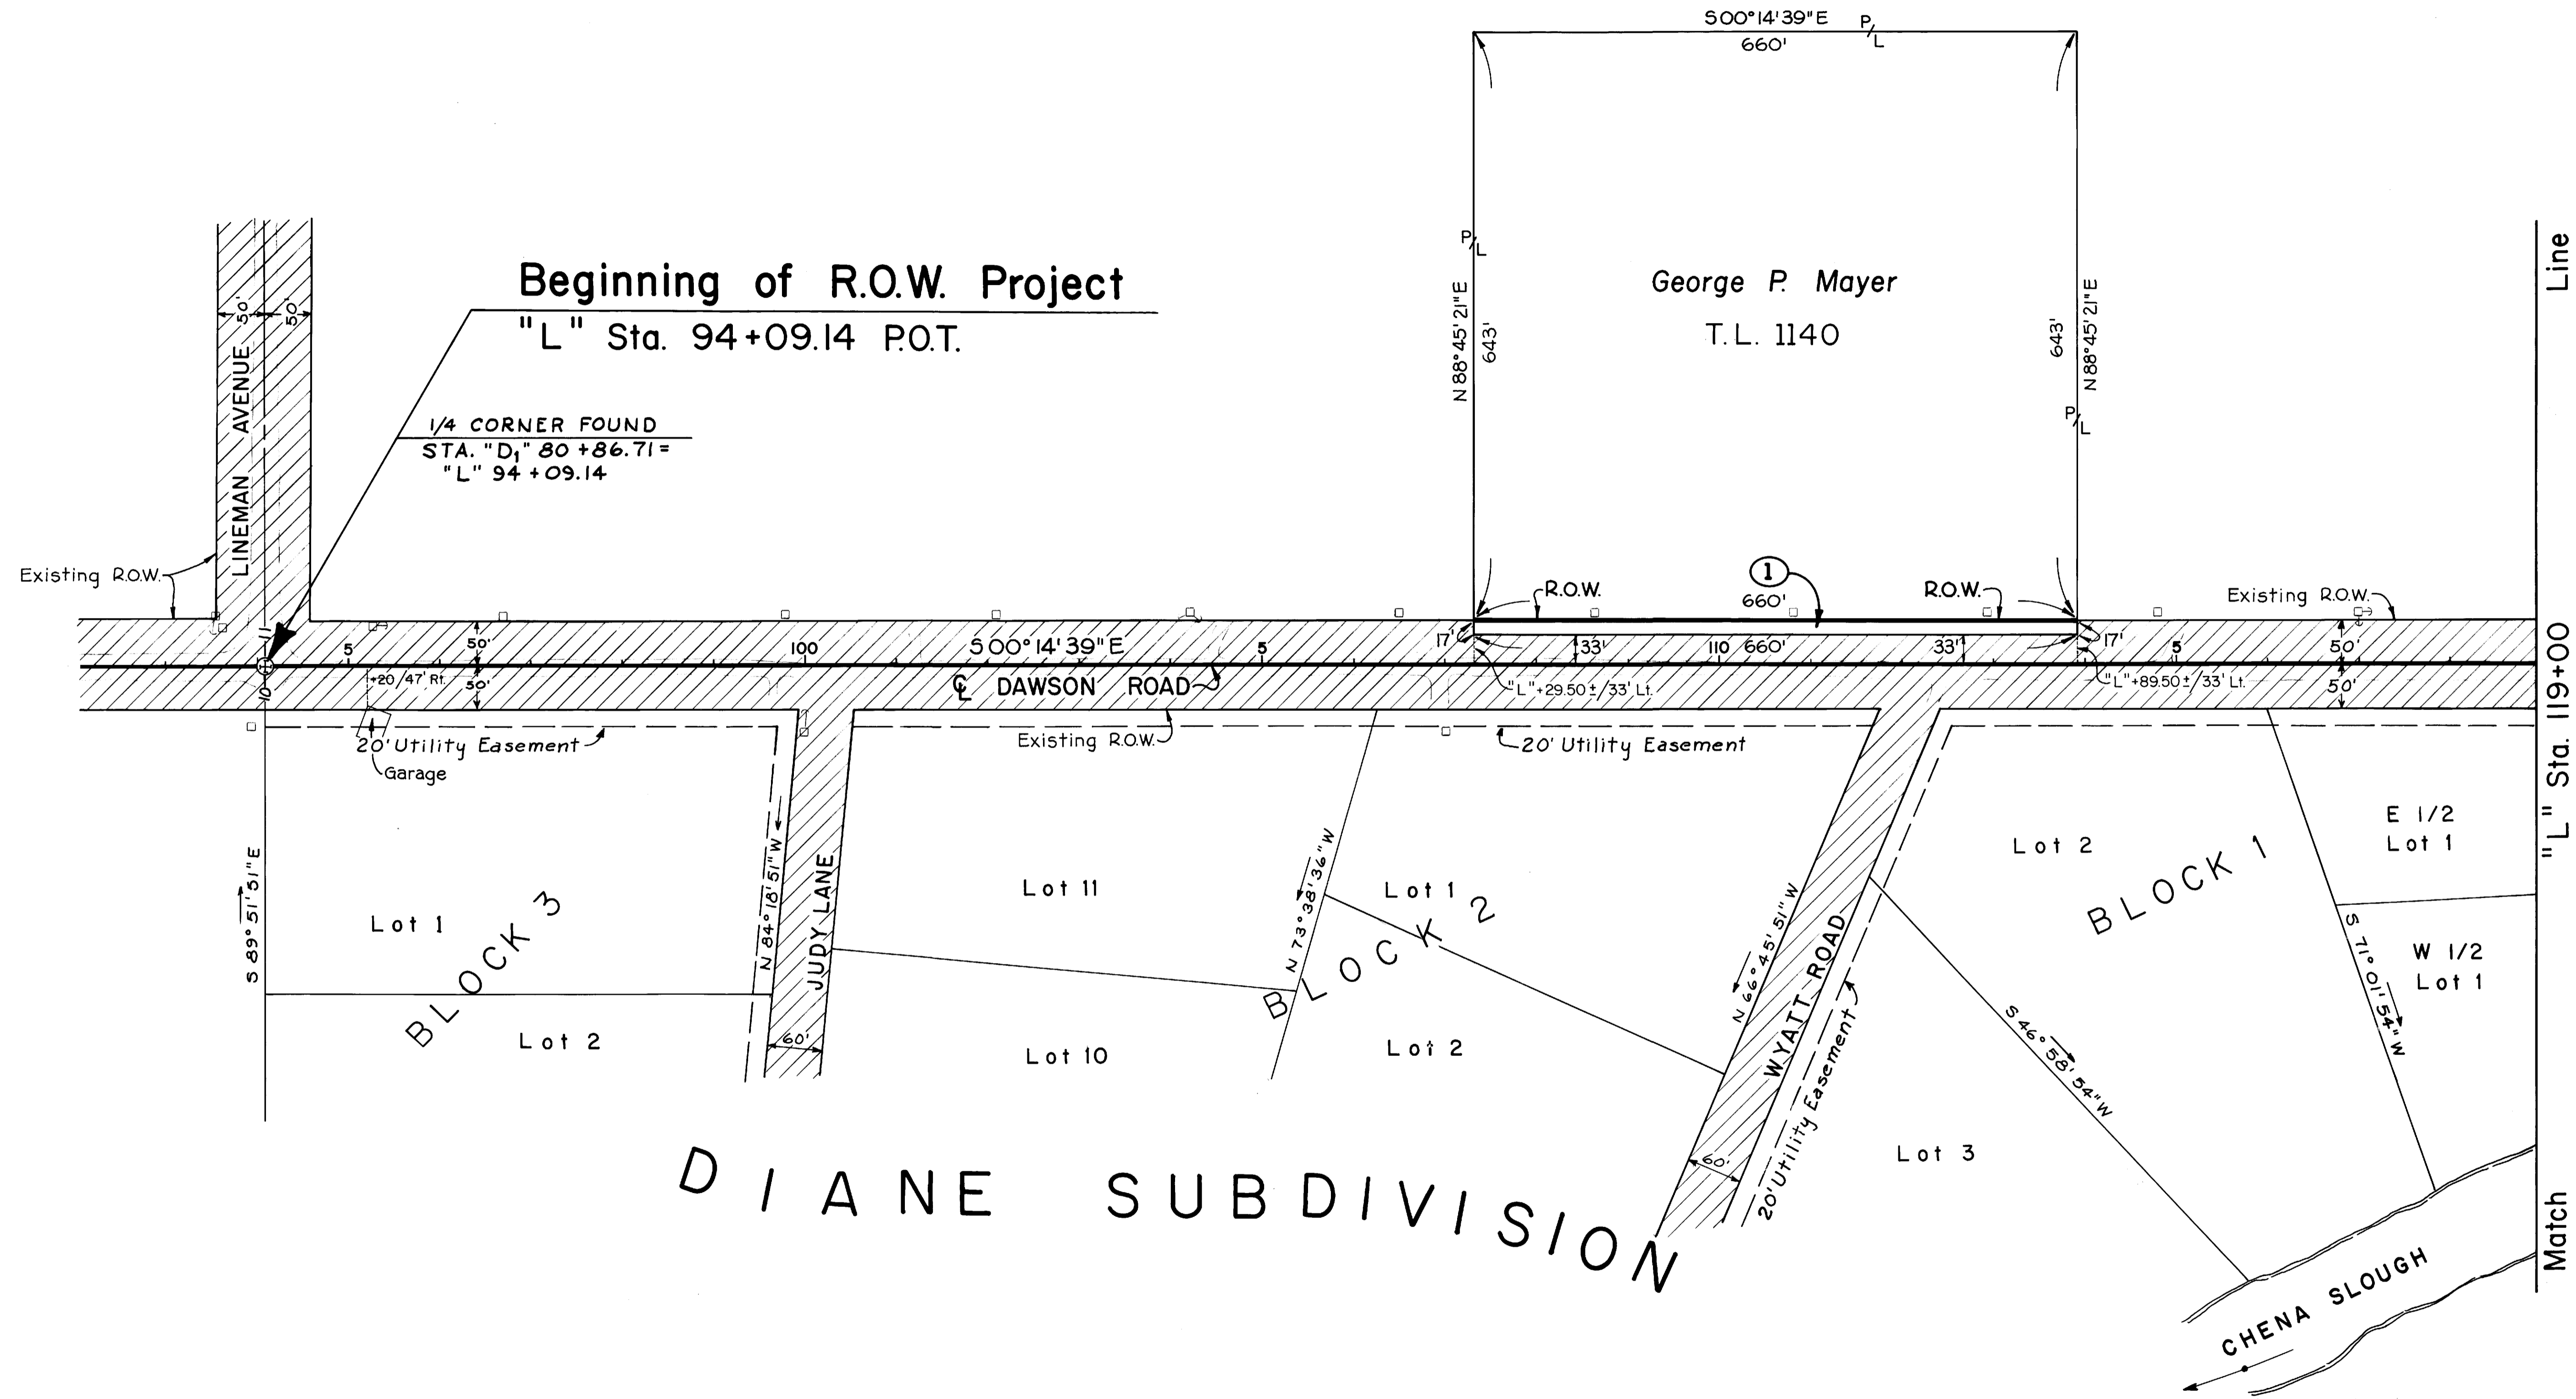 S00°14'39"E
P/L
660'
Line
P/L
George P. Mayer
T.L. 1140
N88°45'21"E
643'
643'
N88°45'21"E
P/L
Beginning of R.O.W. Project
"L" Sta. 94+09.14 P.O.T.
50'
50'
LINEMAN AVENUE
1/4 CORNER FOUND
STA. "D1" 80+86.71=
"L" 94+09.14
Existing R.O.W.
R.O.W.
1
660'
R.O.W.
Existing R.O.W.
11
10
5
50'
100
S00°14'39"E
5
17'
33'
110
660'
33'
17'
5
50'
+20/47' Rt.
50'
℄ DAWSON ROAD
"L"+29.50±/33' Lt.
"L"+89.50±/33' Lt.
50'
"L" Sta. 119+00
20' Utility Easement
Garage
Existing R.O.W.
20' Utility Easement
S89°51'51"E
Lot 1
BLOCK 3
Lot 2
N84°18'51"W
JUDY LANE
60'
Lot 11
Lot 10
N73°38'36"W
Lot 1
BLOCK 2
Lot 2
N66°45'51"W
WYATT ROAD
60'
20' Utility Easement
Lot 2
BLOCK 1
E 1/2
Lot 1
W 1/2
Lot 1
S71°01'54"W
S46°58'54"W
Lot 3
DIANE SUBDIVISION
CHENA SLOUGH
Match